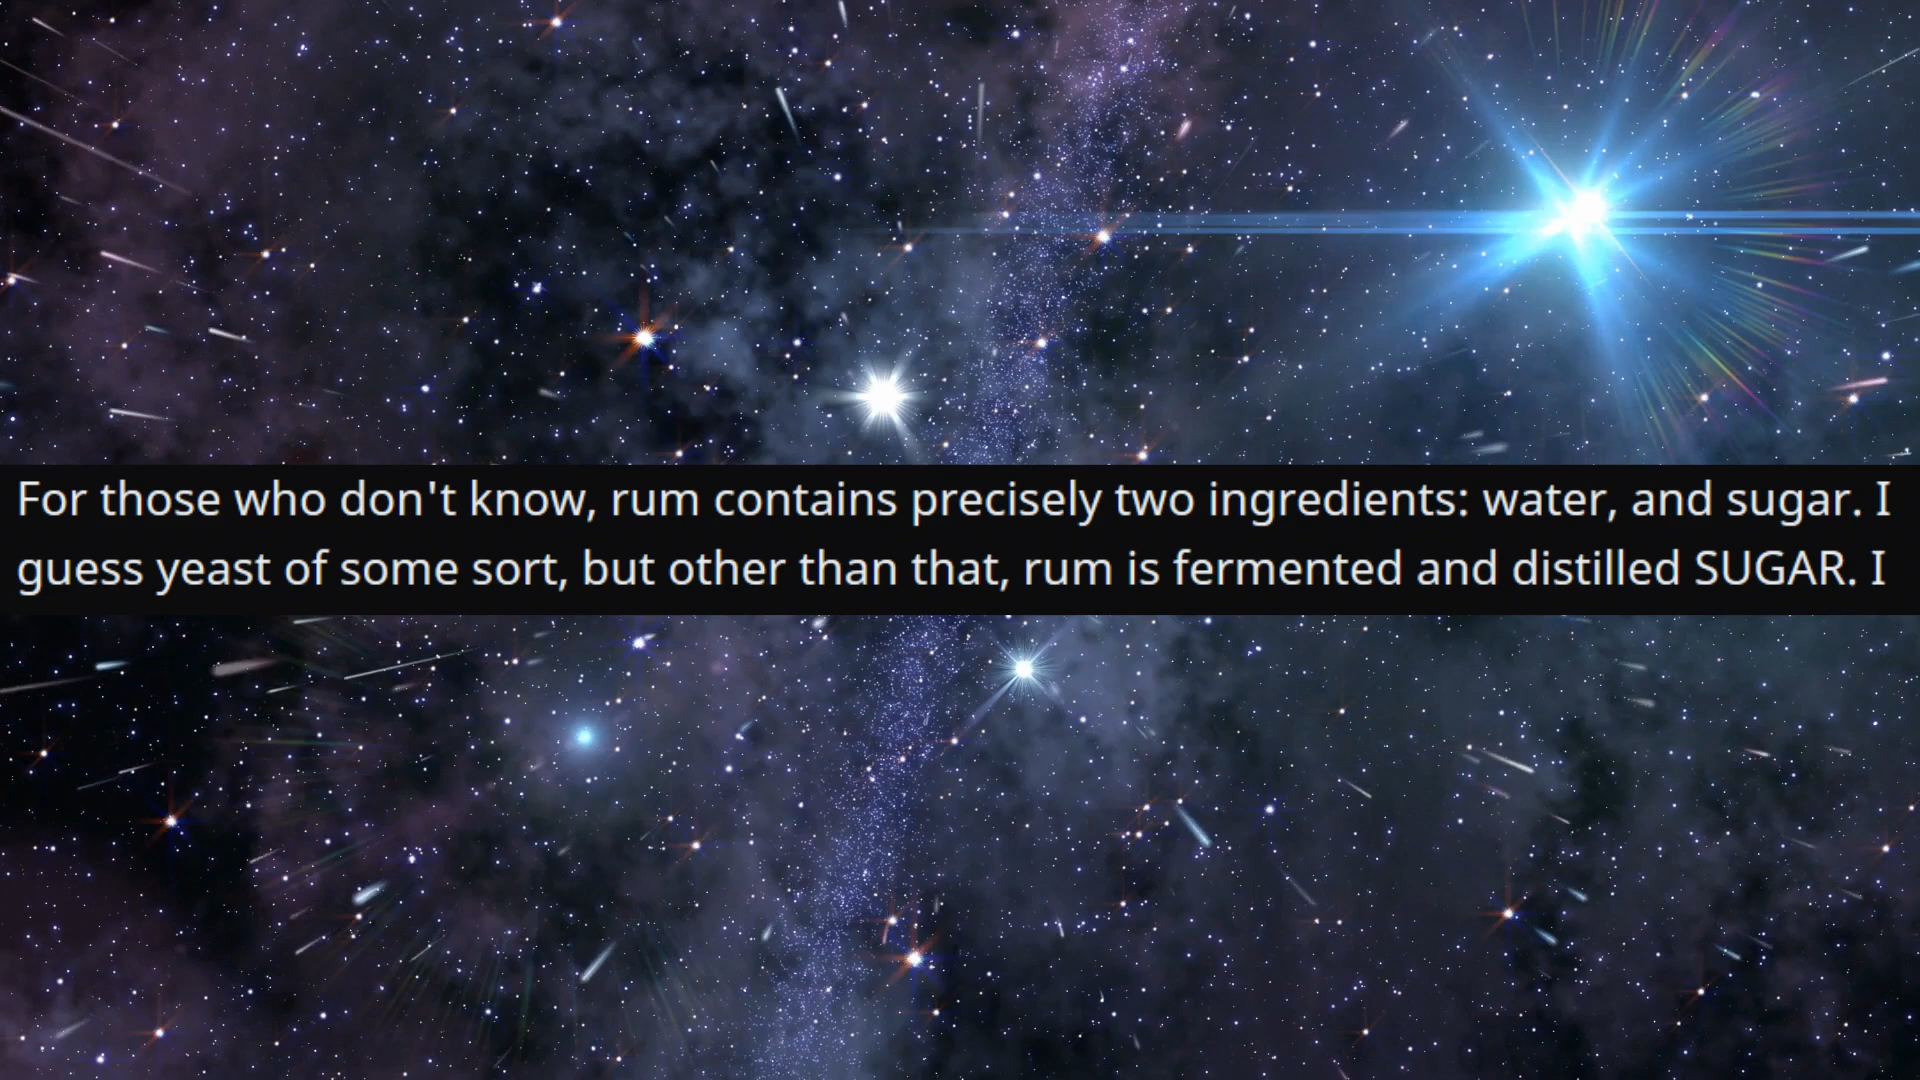 For those who don't know, rum contains precisely two ingredients: water, and sugar. I
guess yeast of some sort, but other than that, rum is fermented and distilled SUGAR. I